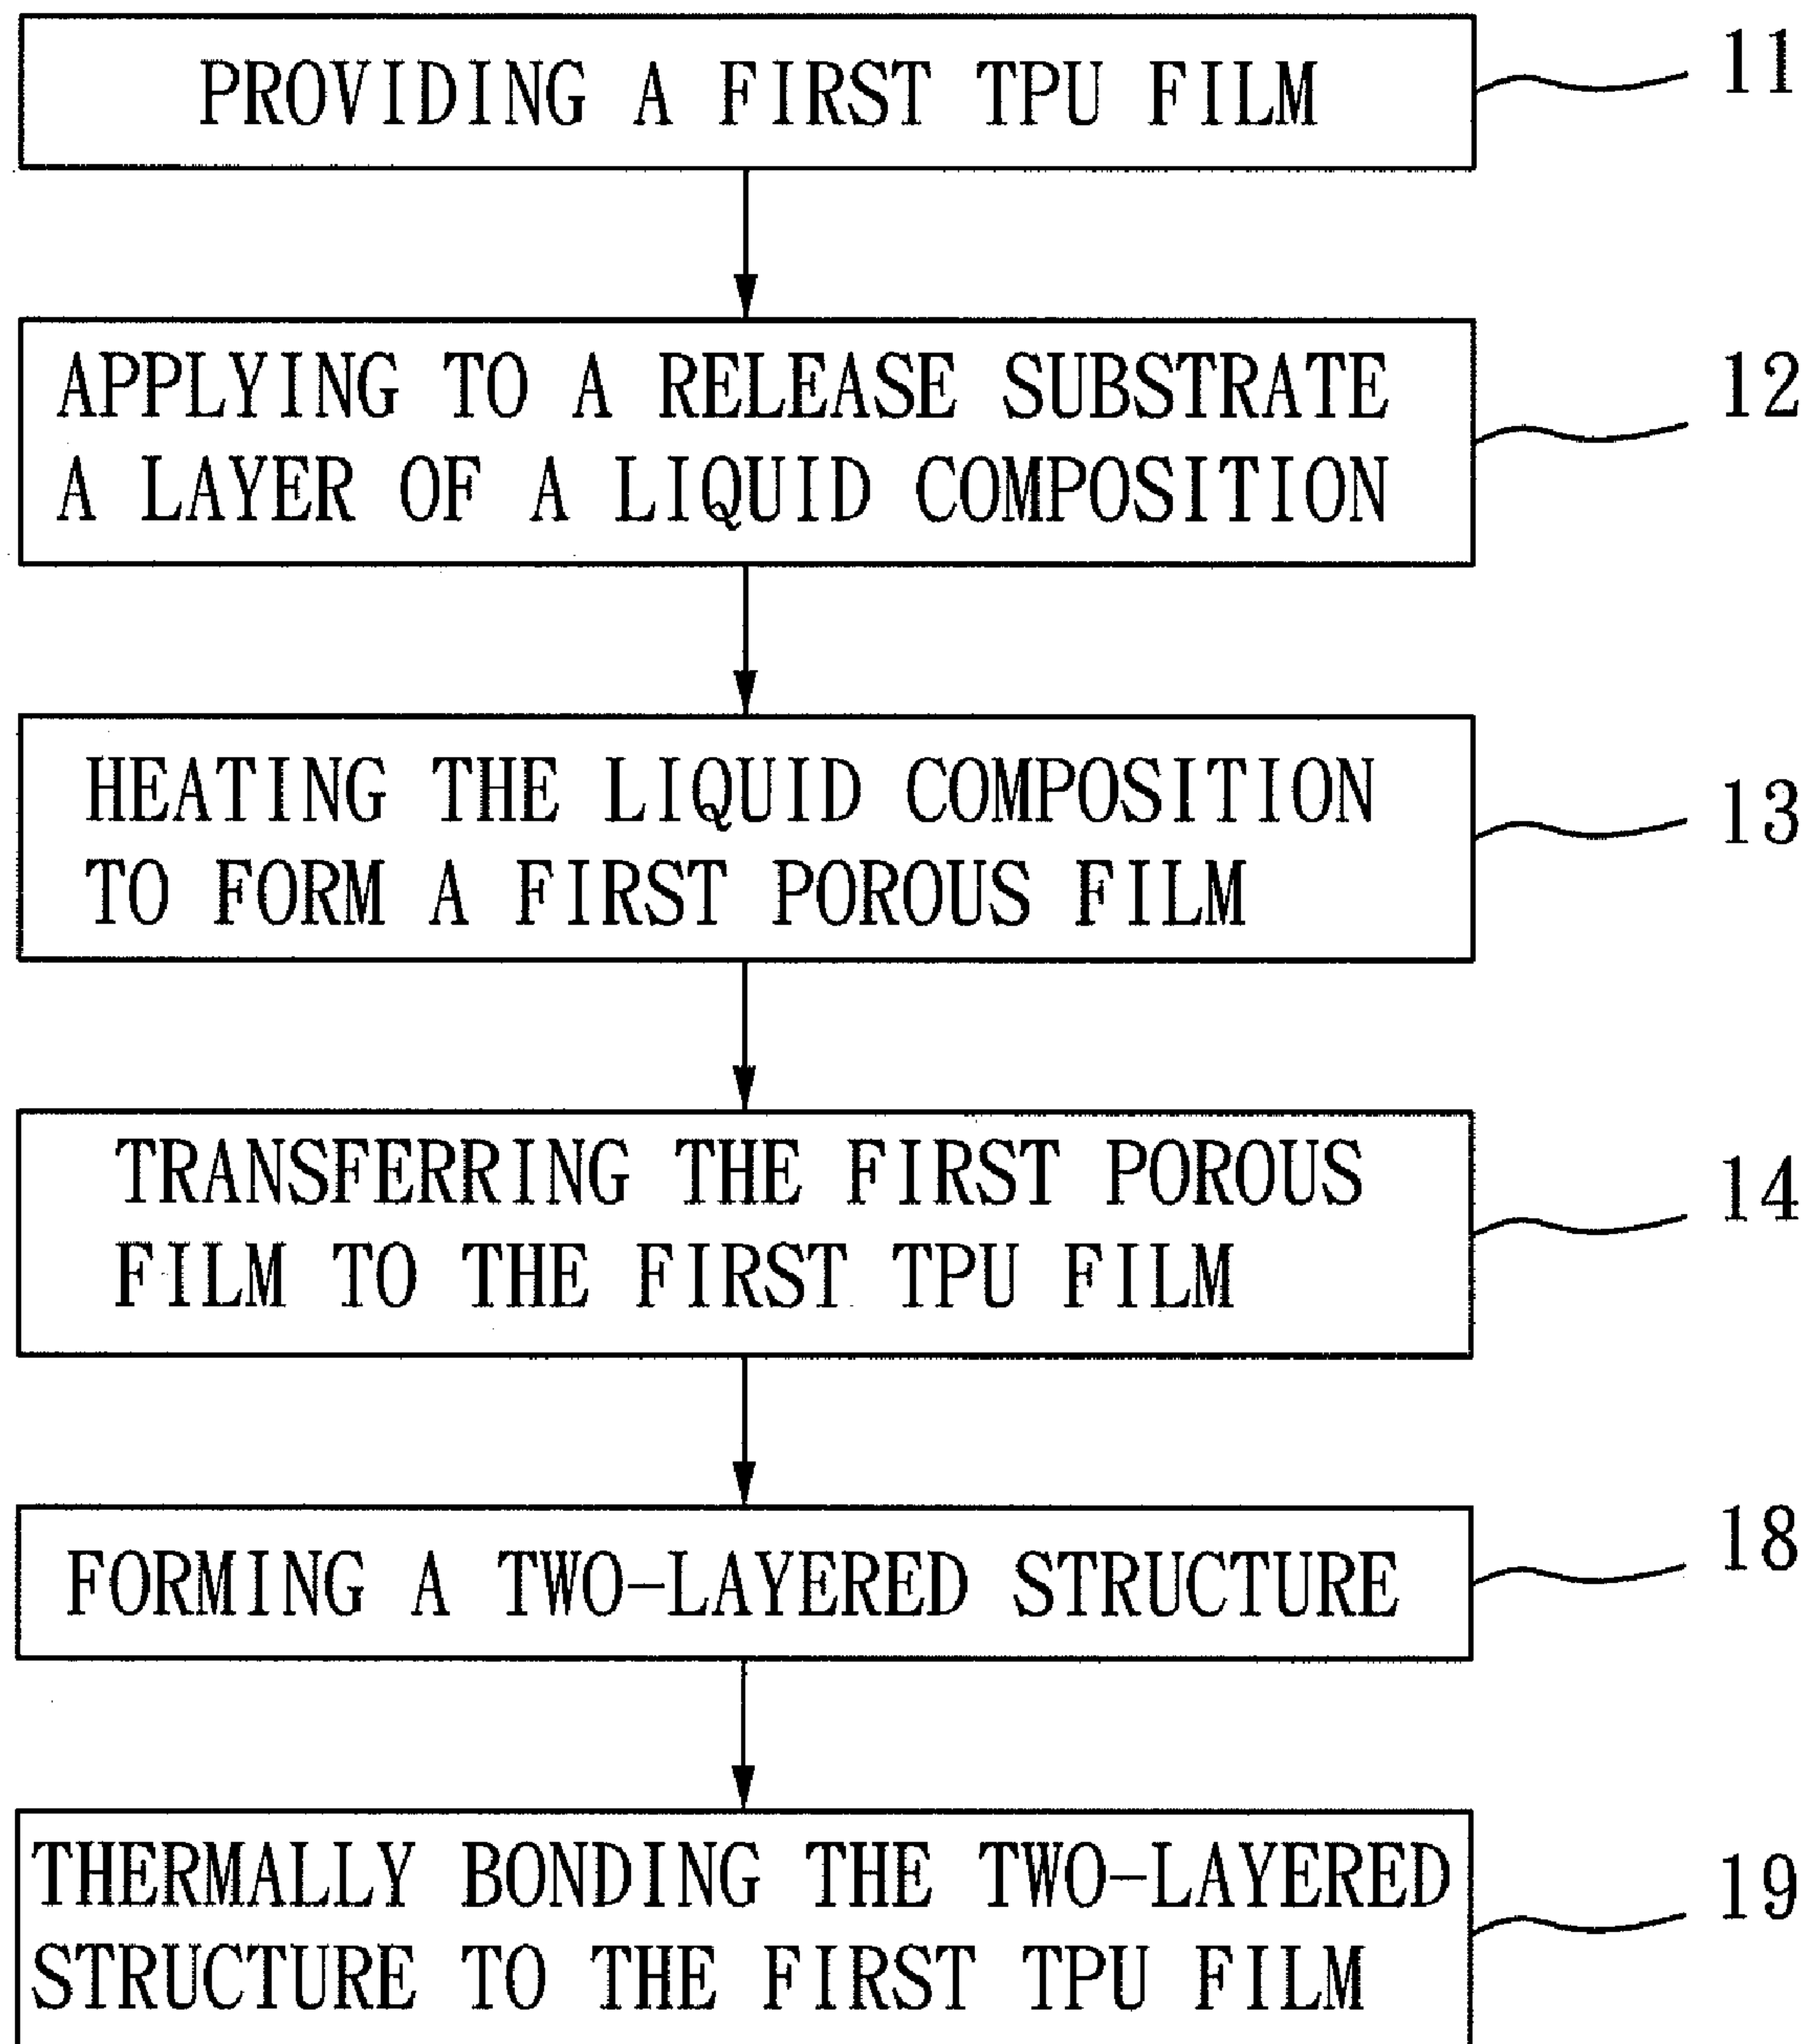 PROVIDING A FIRST TPU FILM
11
APPLYING TO A RELEASE SUBSTRATE
A LAYER OF A LIQUID COMPOSITION
12
HEATING THE LIQUID COMPOSITION
TO FORM A FIRST POROUS FILM
13
TRANSFERRING THE FIRST POROUS
FILM TO THE FIRST TPU FILM
14
FORMING A TWO-LAYERED STRUCTURE
18
THERMALLY BONDING THE TWO-LAYERED
STRUCTURE TO THE FIRST TPU FILM
19